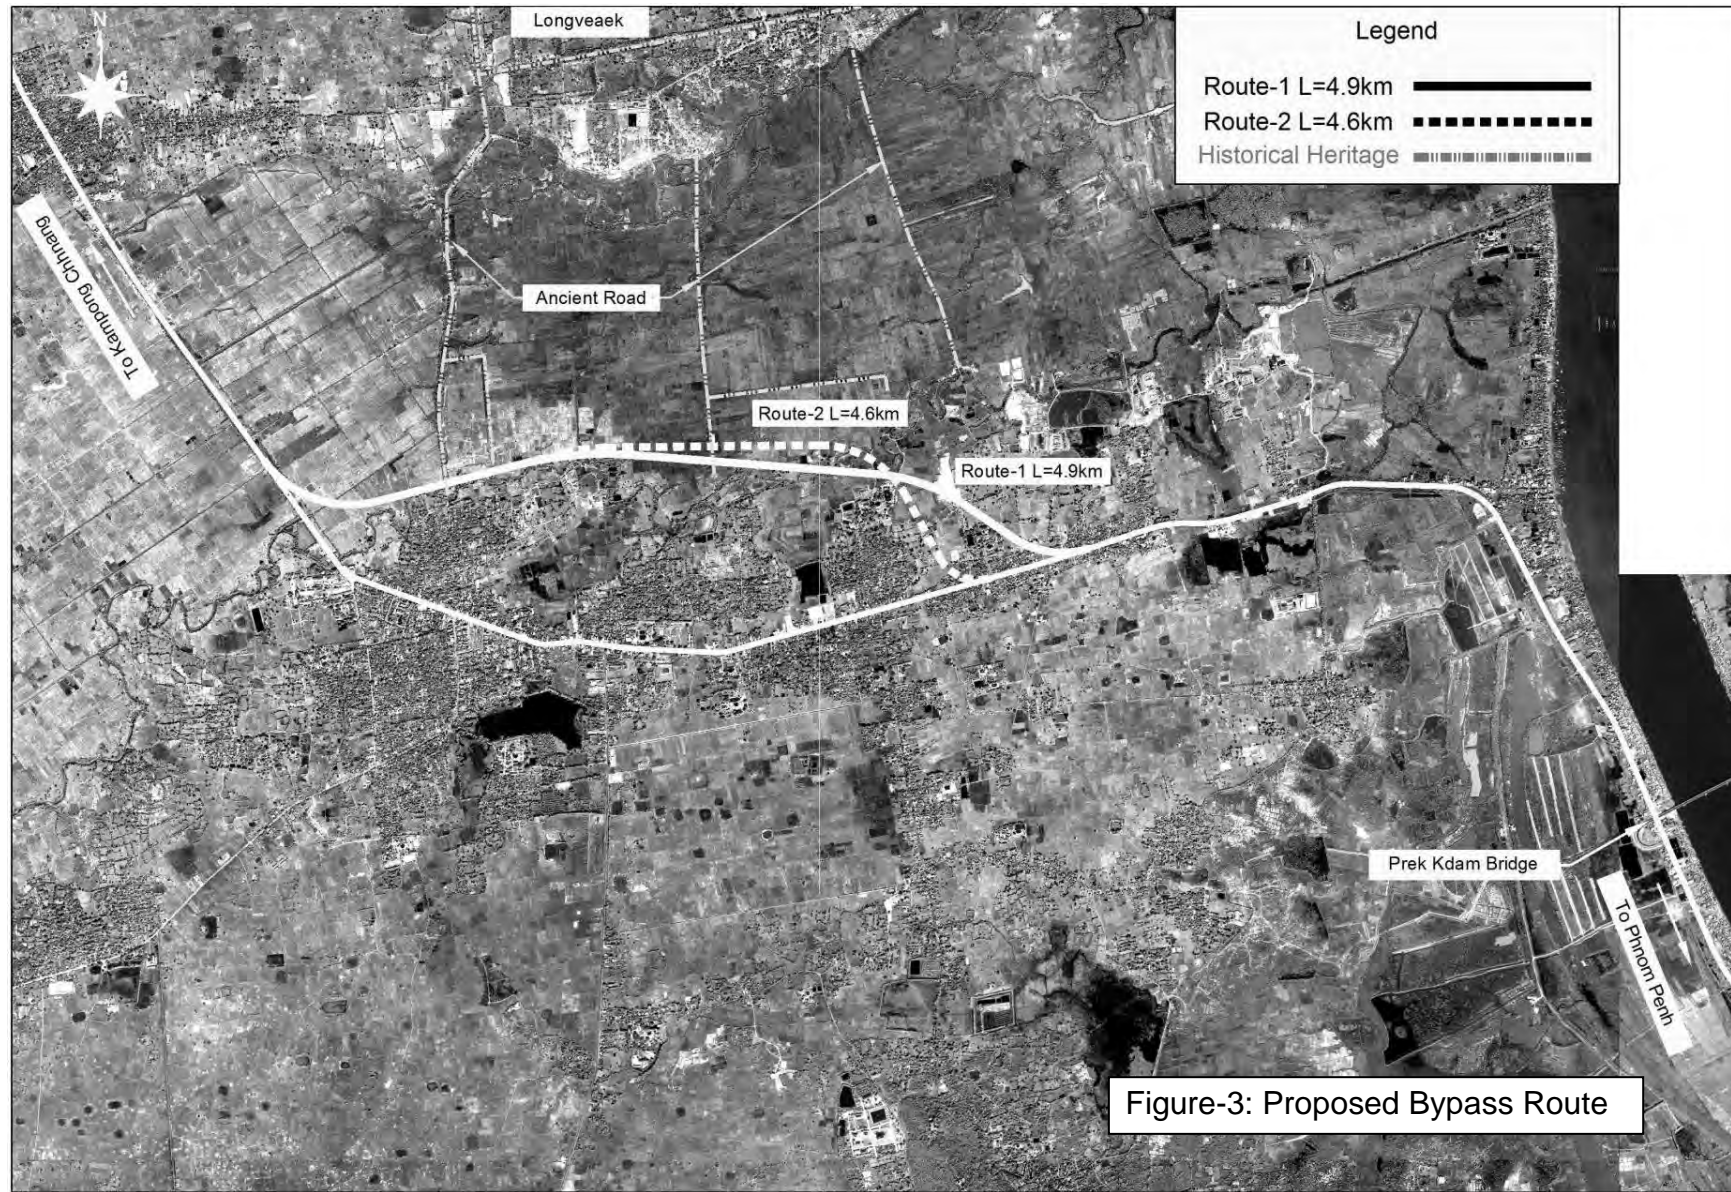 N
Longveaek
Legend
Route-1 L=4.9km
Route-2 L=4.6km
Historical Heritage
To Kampong Chhnang
Ancient Road
Route-2 L=4.6km
Route-1 L=4.9km
Prek Kdam Bridge
To Phnom Penh
Figure-3: Proposed Bypass Route